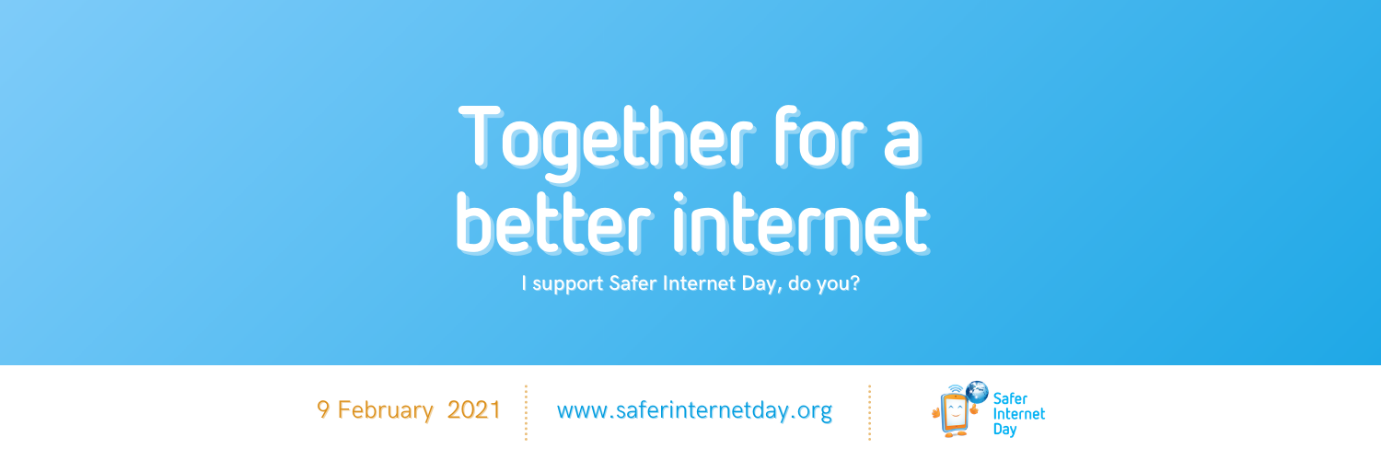 Together for a
better internet
I support Safer Internet Day, do you?
9 February 2021
www.saferinternetday.org
Safer
Internet
Day